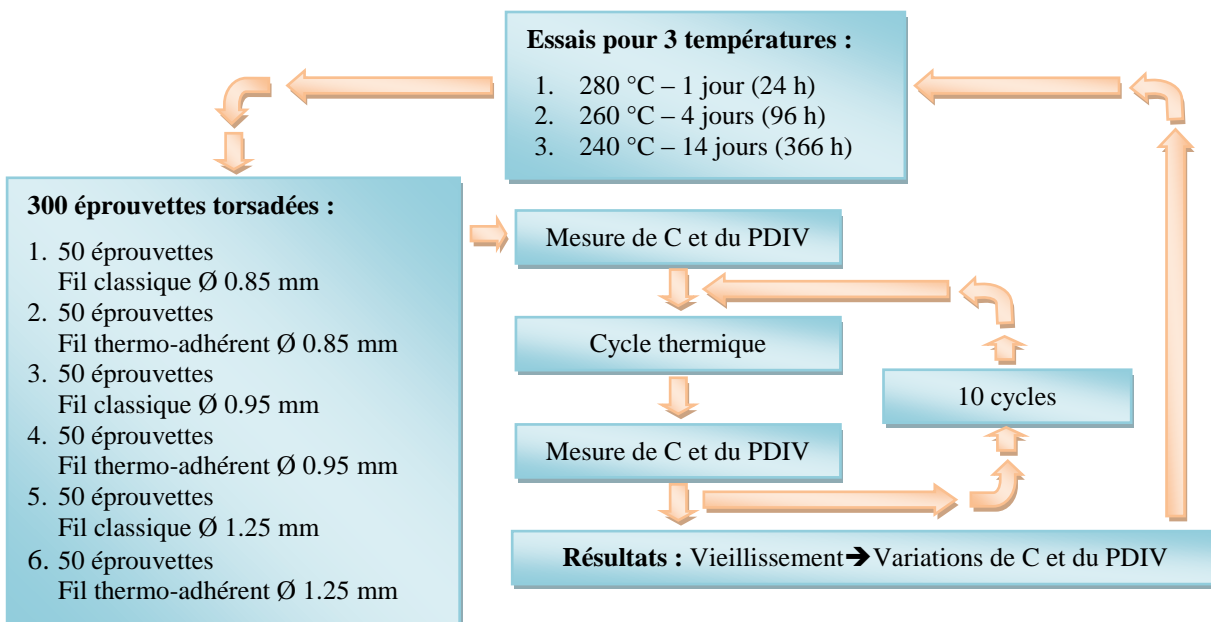 Essais pour 3 températures :
1. 280 °C – 1 jour (24 h)
2. 260 °C – 4 jours (96 h)
3. 240 °C – 14 jours (366 h)
300 éprouvettes torsadées :
1. 50 éprouvettes
Fil classique Ø 0.85 mm
2. 50 éprouvettes
Fil thermo-adhérent Ø 0.85 mm
3. 50 éprouvettes
Fil classique Ø 0.95 mm
4. 50 éprouvettes
Fil thermo-adhérent Ø 0.95 mm
5. 50 éprouvettes
Fil classique Ø 1.25 mm
6. 50 éprouvettes
Fil thermo-adhérent Ø 1.25 mm
Mesure de C et du PDIV
Cycle thermique
Mesure de C et du PDIV
10 cycles
Résultats : Vieillissement➔Variations de C et du PDIV